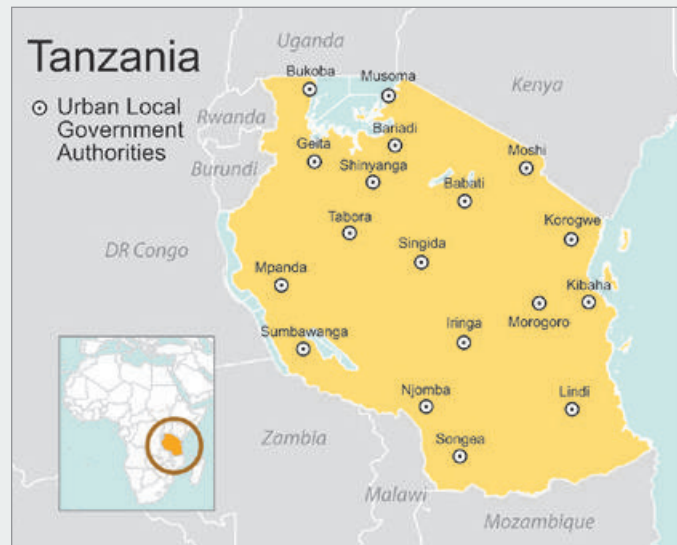 Tanzania
Urban Local
Government
Authorities
Uganda
Kenya
Rwanda
Burundi
DR Congo
Zambia
Malawi
Mozambique
Bukoba
Musoma
Bariadi
Geita
Shinyanga
Moshi
Babati
Tabora
Korogwe
Singida
Mpanda
Kibaha
Morogoro
Iringa
Sumbawanga
Njomba
Lindi
Songea